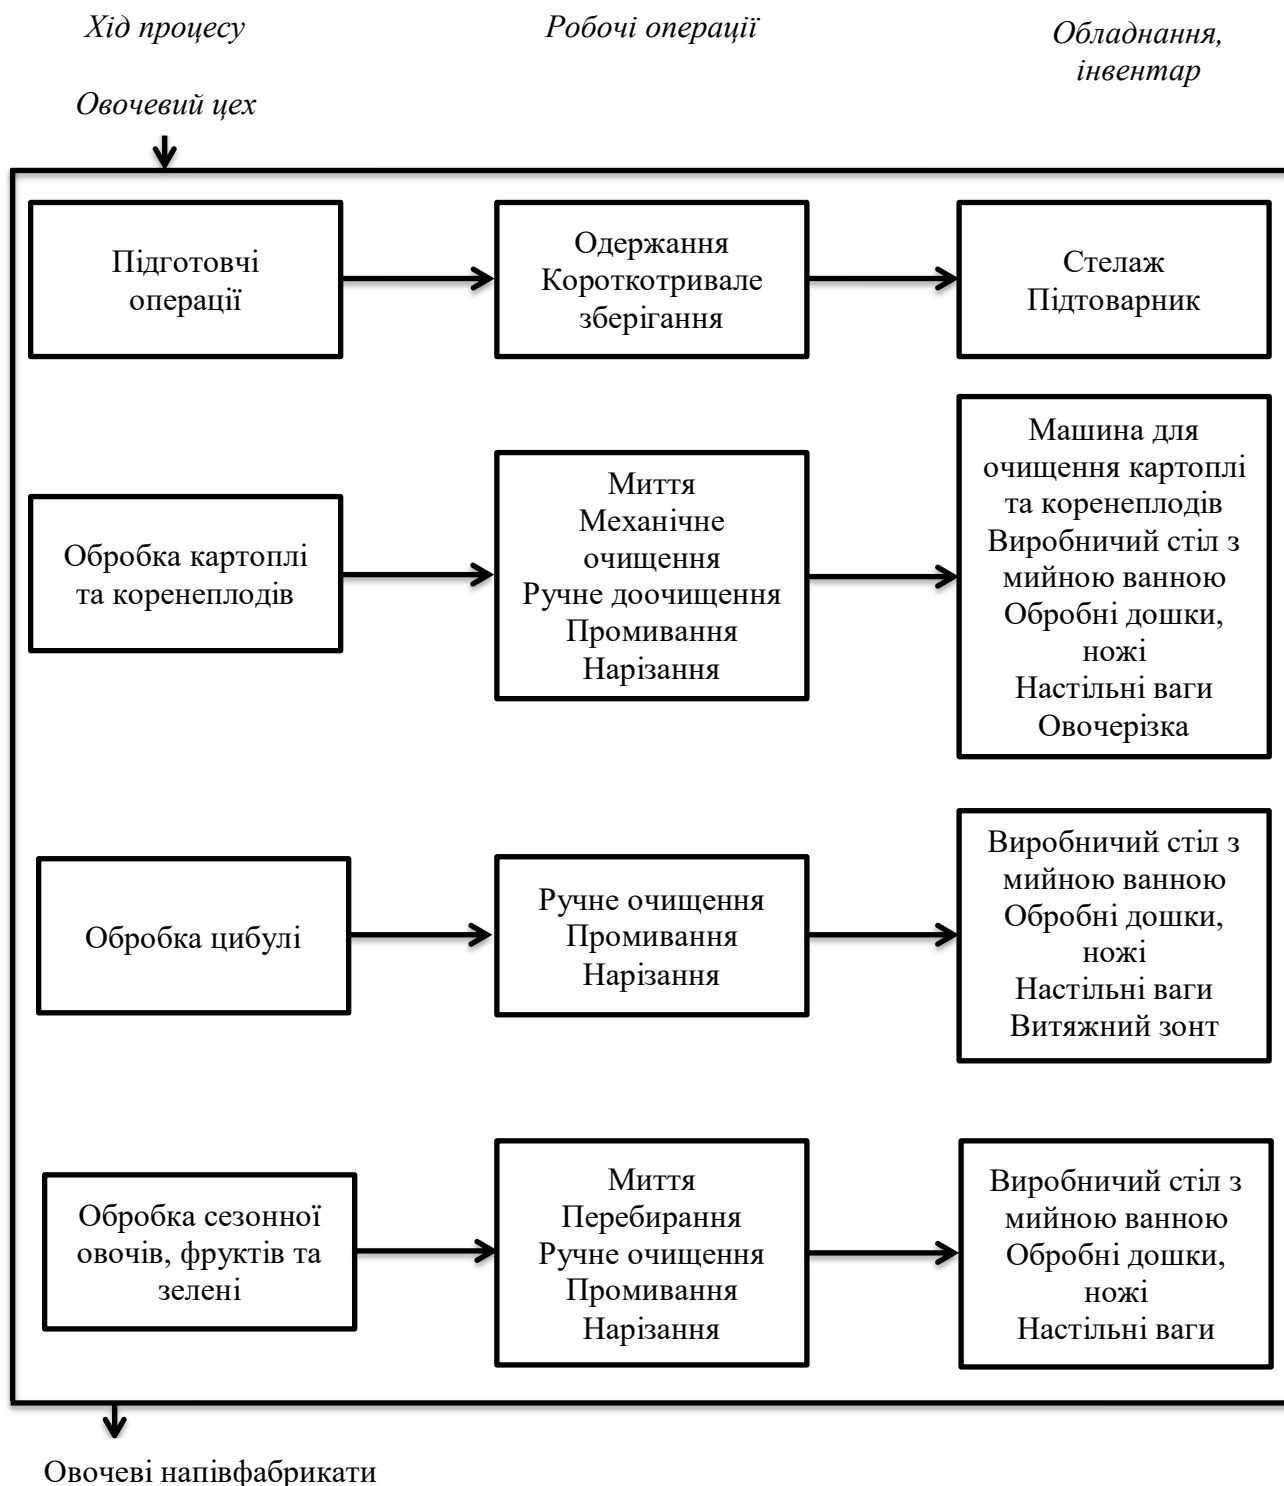 Хід процесу
Робочі операції
Обладнання,
інвентар
Овочевий цех
Підготовчі
операції
Одержання
Короткотривале
зберігання
Стелаж
Підтоварник
Обробка картоплі
та коренеплодів
Миття
Механічне
очищення
Ручне доочищення
Промивання
Нарізання
Машина для
очищення картоплі
та коренеплодів
Виробничий стіл з
мийною ванною
Обробні дошки,
ножі
Настільні ваги
Овочерізка
Обробка цибулі
Ручне очищення
Промивання
Нарізання
Виробничий стіл з
мийною ванною
Обробні дошки,
ножі
Настільні ваги
Витяжний зонт
Обробка сезонної
овочів, фруктів та
зелені
Миття
Перебирання
Ручне очищення
Промивання
Нарізання
Виробничий стіл з
мийною ванною
Обробні дошки,
ножі
Настільні ваги
Овочеві напівфабрикати